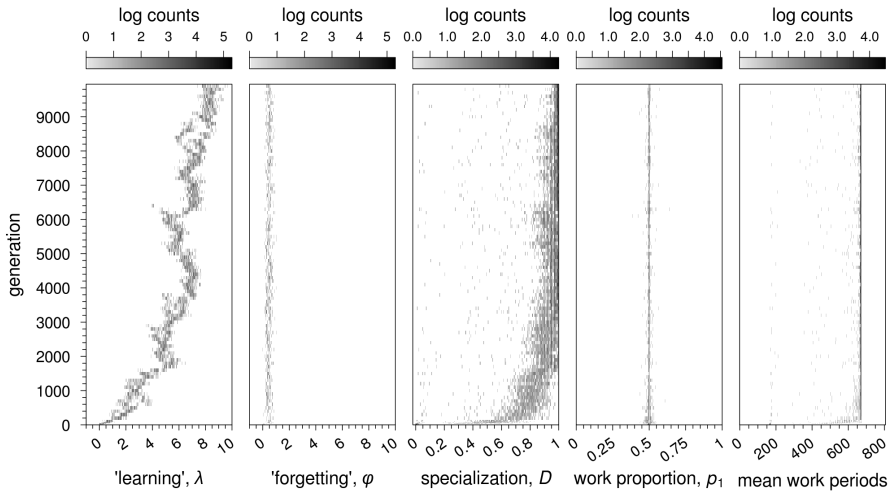 log counts log counts log counts log counts log counts
0 1 2 3 4 5 0 1 2 3 4 5 0.0 1.0 2.0 3.0 4.0 0.0 1.0 2.0 3.0 4.0 0.0 1.0 2.0 3.0 4.0
generation
9000
8000
7000
6000
5000
4000
3000
2000
1000
0
0 2 4 6 8 10 0 2 4 6 8 10 0 0.2 0.4 0.6 0.8 1 0 0.25 0.5 0.75 1 0 200 400 600 800
'learning', λ 'forgetting', φ specialization, D work proportion, p₁ mean work periods